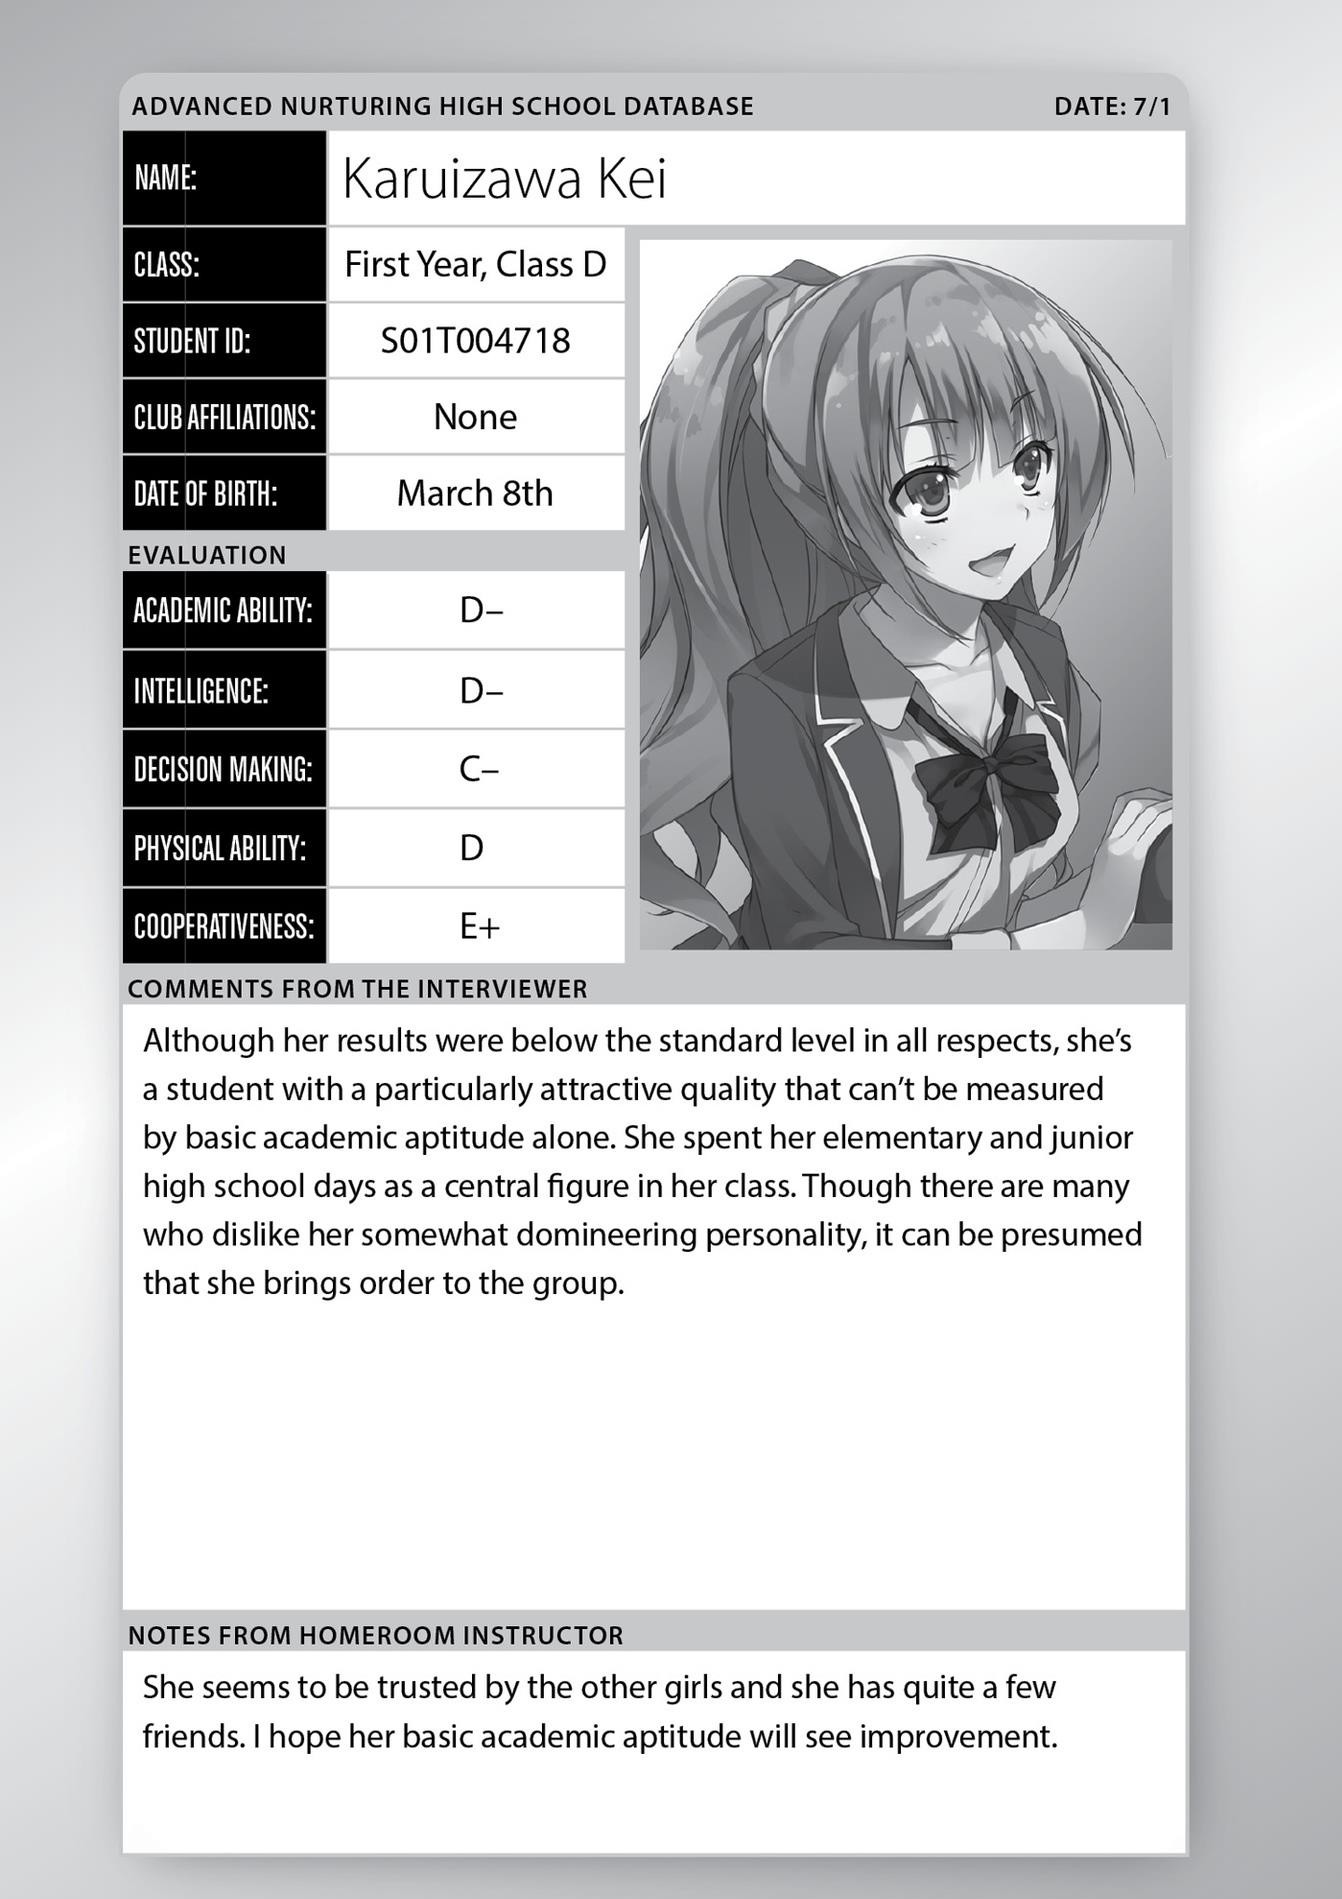 ADVANCED NURTURING HIGH SCHOOL DATABASE DATE: 7/1
NAME: Karuizawa Kei
CLASS: First Year, Class D
STUDENT ID: S01T004718
CLUB AFFILIATIONS: None
DATE OF BIRTH: March 8th
EVALUATION
ACADEMIC ABILITY: D–
INTELLIGENCE: D–
DECISION MAKING: C–
PHYSICAL ABILITY: D
COOPERATIVENESS: E+
COMMENTS FROM THE INTERVIEWER
Although her results were below the standard level in all respects, she’s
a student with a particularly attractive quality that can’t be measured
by basic academic aptitude alone. She spent her elementary and junior
high school days as a central figure in her class. Though there are many
who dislike her somewhat domineering personality, it can be presumed
that she brings order to the group.
NOTES FROM HOMEROOM INSTRUCTOR
She seems to be trusted by the other girls and she has quite a few
friends. I hope her basic academic aptitude will see improvement.